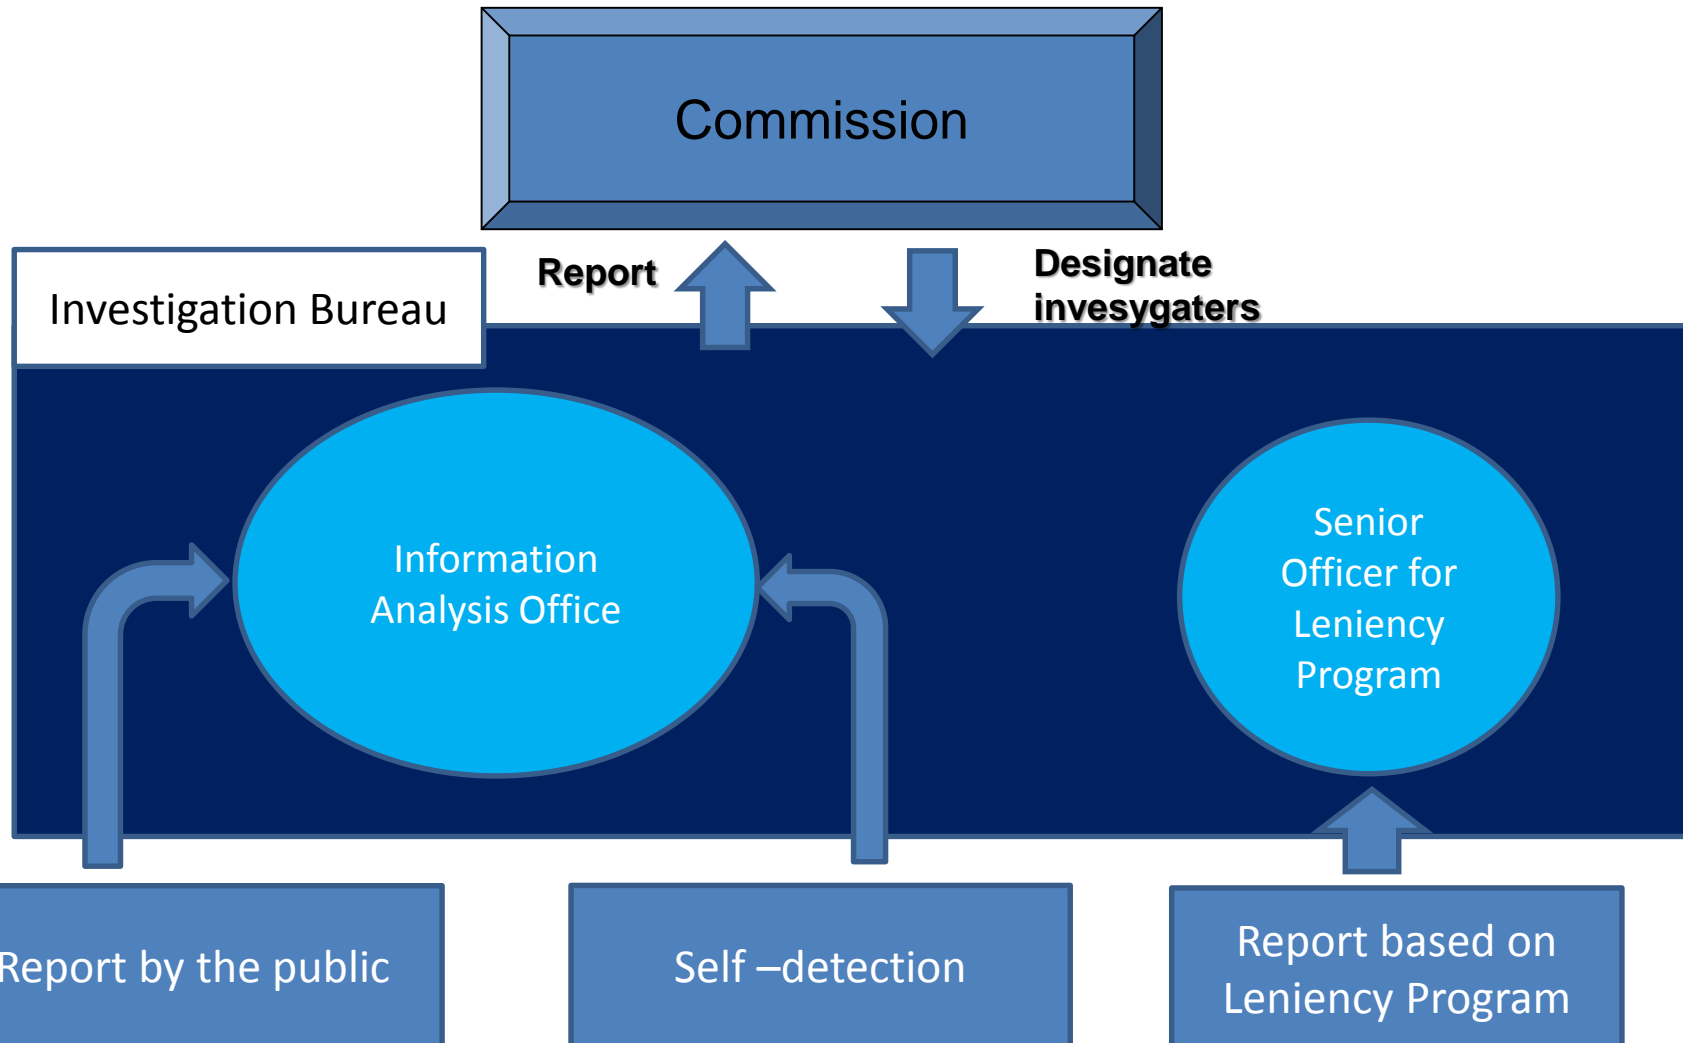 Commission
Report
Designate
invesygaters
Investigation Bureau
Information
Analysis Office
Senior
Officer for
Leniency
Program
Report by the public
Self –detection
Report based on
Leniency Program